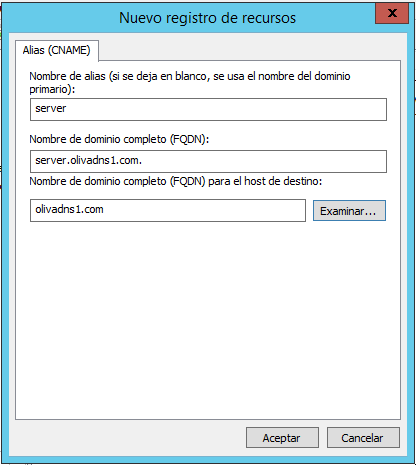 Nuevo registro de recursos
x
Alias (CNAME)
Nombre de alias (si se deja en blanco, se usa el nombre del dominio
primario):
server
Nombre de dominio completo (FQDN):
server.olivadns1.com.
Nombre de dominio completo (FQDN) para el host de destino:
olivadns1.com
Examinar...
Aceptar
Cancelar